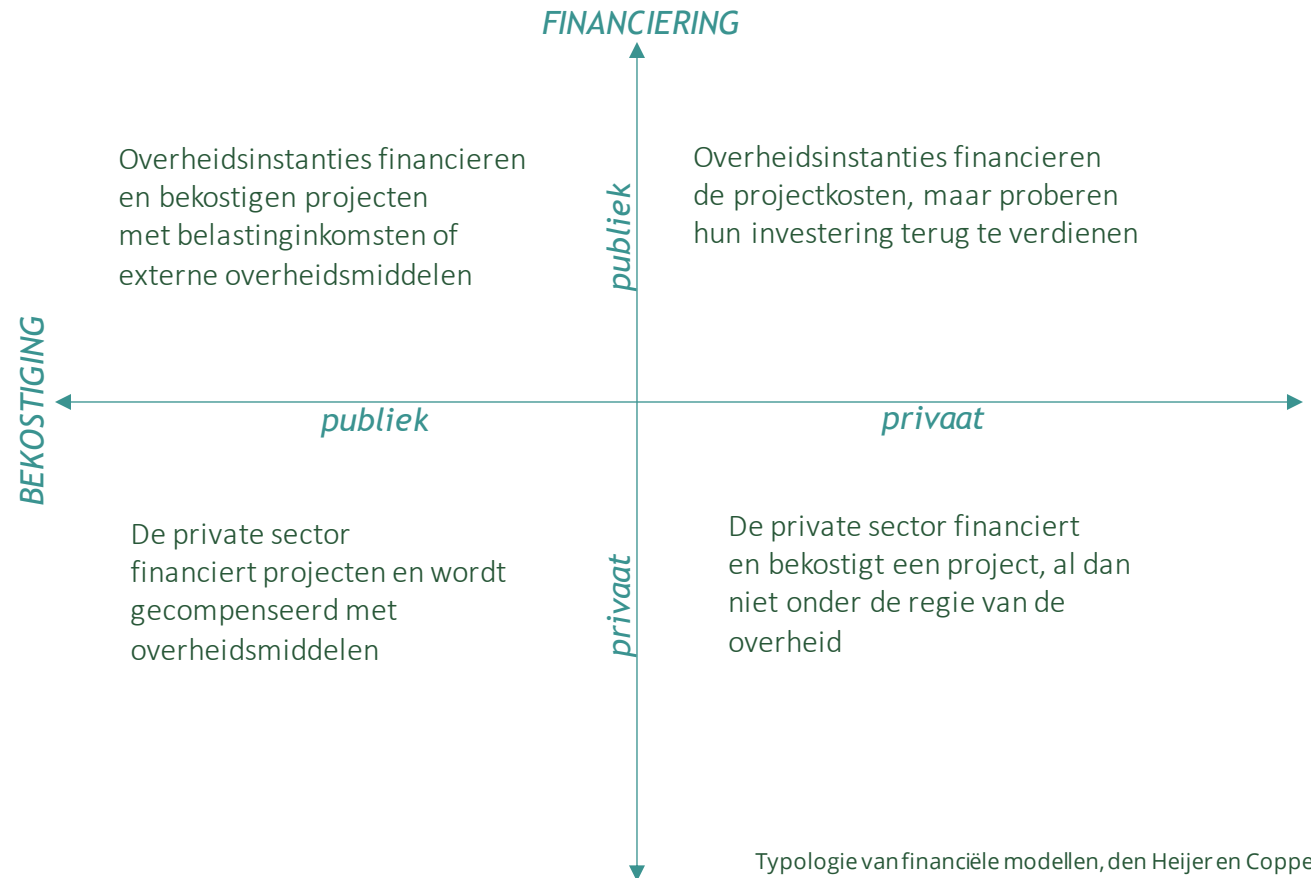 FINANCIERING
Overheidsinstanties financieren
en bekostigen projecten
met belastinginkomsten of
externe overheidsmiddelen
publiek
Overheidsinstanties financieren
de projectkosten, maar proberen
hun investering terug te verdienen
BEKOSTIGING
publiek
privaat
De private sector
financiert projecten en wordt
gecompenseerd met
overheidsmiddelen
privaat
De private sector financiert
en bekostigt een project, al dan
niet onder de regie van de
overheid
Typologie van financiële modellen, den Heijer en Coppe